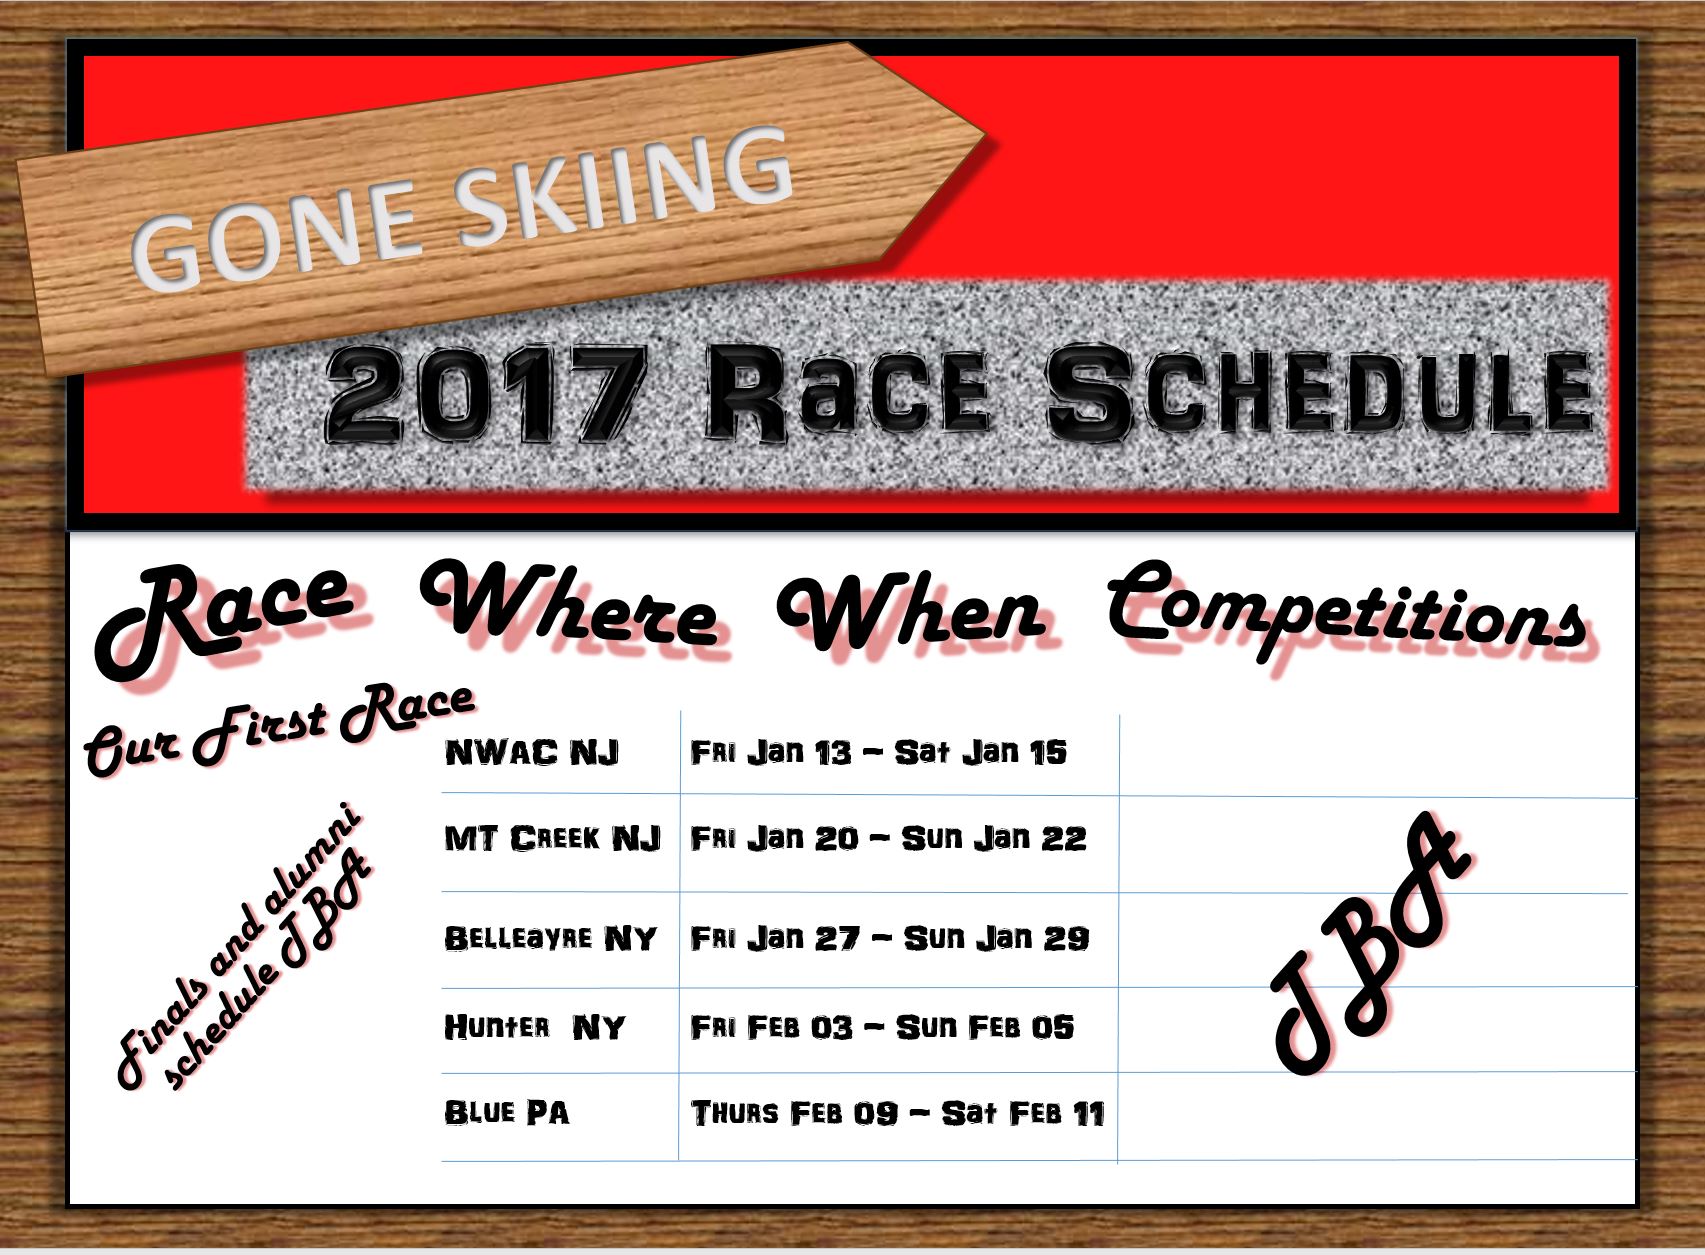 GONE SKIING
2017 Race Schedule
Race Where When Competitions
Our First Race
NWAC NJ Fri Jan 13 – Sat Jan 15
MT Creek NJ Fri Jan 20 – Sun Jan 22
Belleayre NY Fri Jan 27 – Sun Jan 29
Hunter NY Fri Feb 03 – Sun Feb 05
Blue PA Thurs Feb 09 – Sat Feb 11
Finals and alumni
schedule JBA
JBA